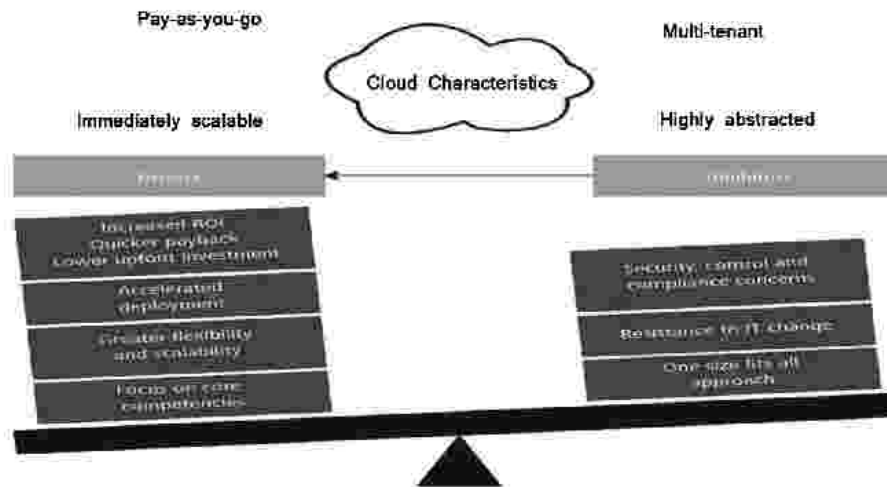 Pay-as-you-go
Multi-tenant
Cloud Characteristics
Immediately scalable
Highly abstracted
Increased ROI
Quicker payback
Lower upfont investment
Accelerated
deployment
Greater flexibility
and scalability
Focus on core
competencies
Security, control and
compliance concerns
Resistance to IT change
One size fits all
approach